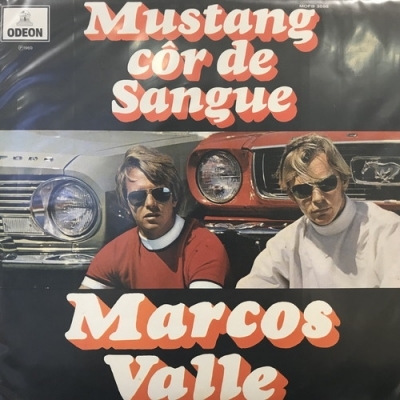 ODEON
Mustang
côr de
Sangue
FORD
Marcos
Valle